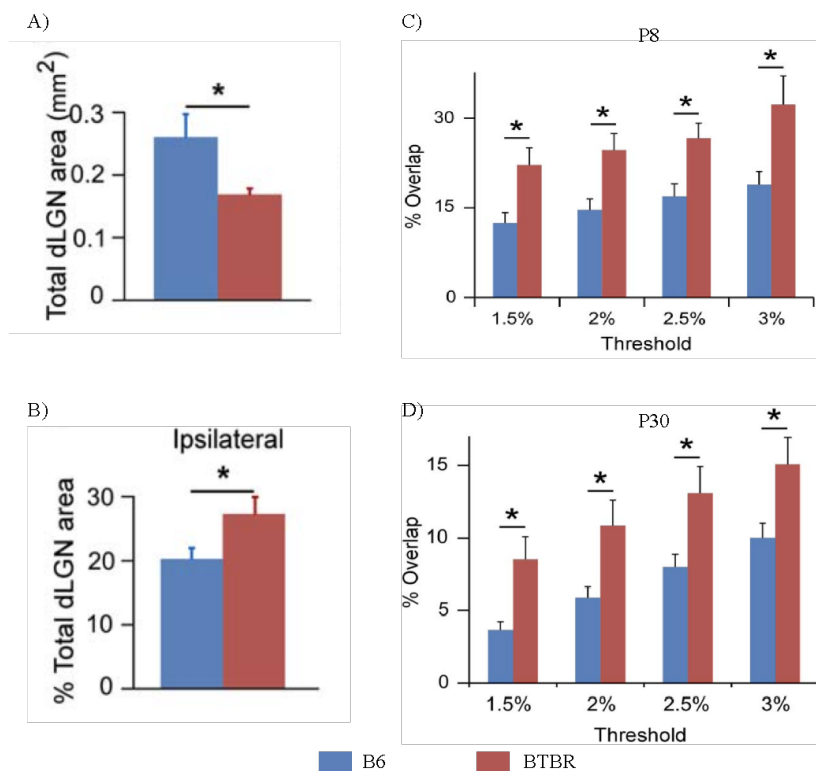 A)
Total dLGN area (mm2)
0.3
0.2
0.1
0
*
B)
Ipsilateral
% Total dLGN area
30
20
10
0
*
C)
P8
% Overlap
30
15
0
* * * *
1.5% 2% 2.5% 3%
Threshold
D)
P30
% Overlap
15
10
5
0
* * * *
1.5% 2% 2.5% 3%
Threshold
B6 BTBR